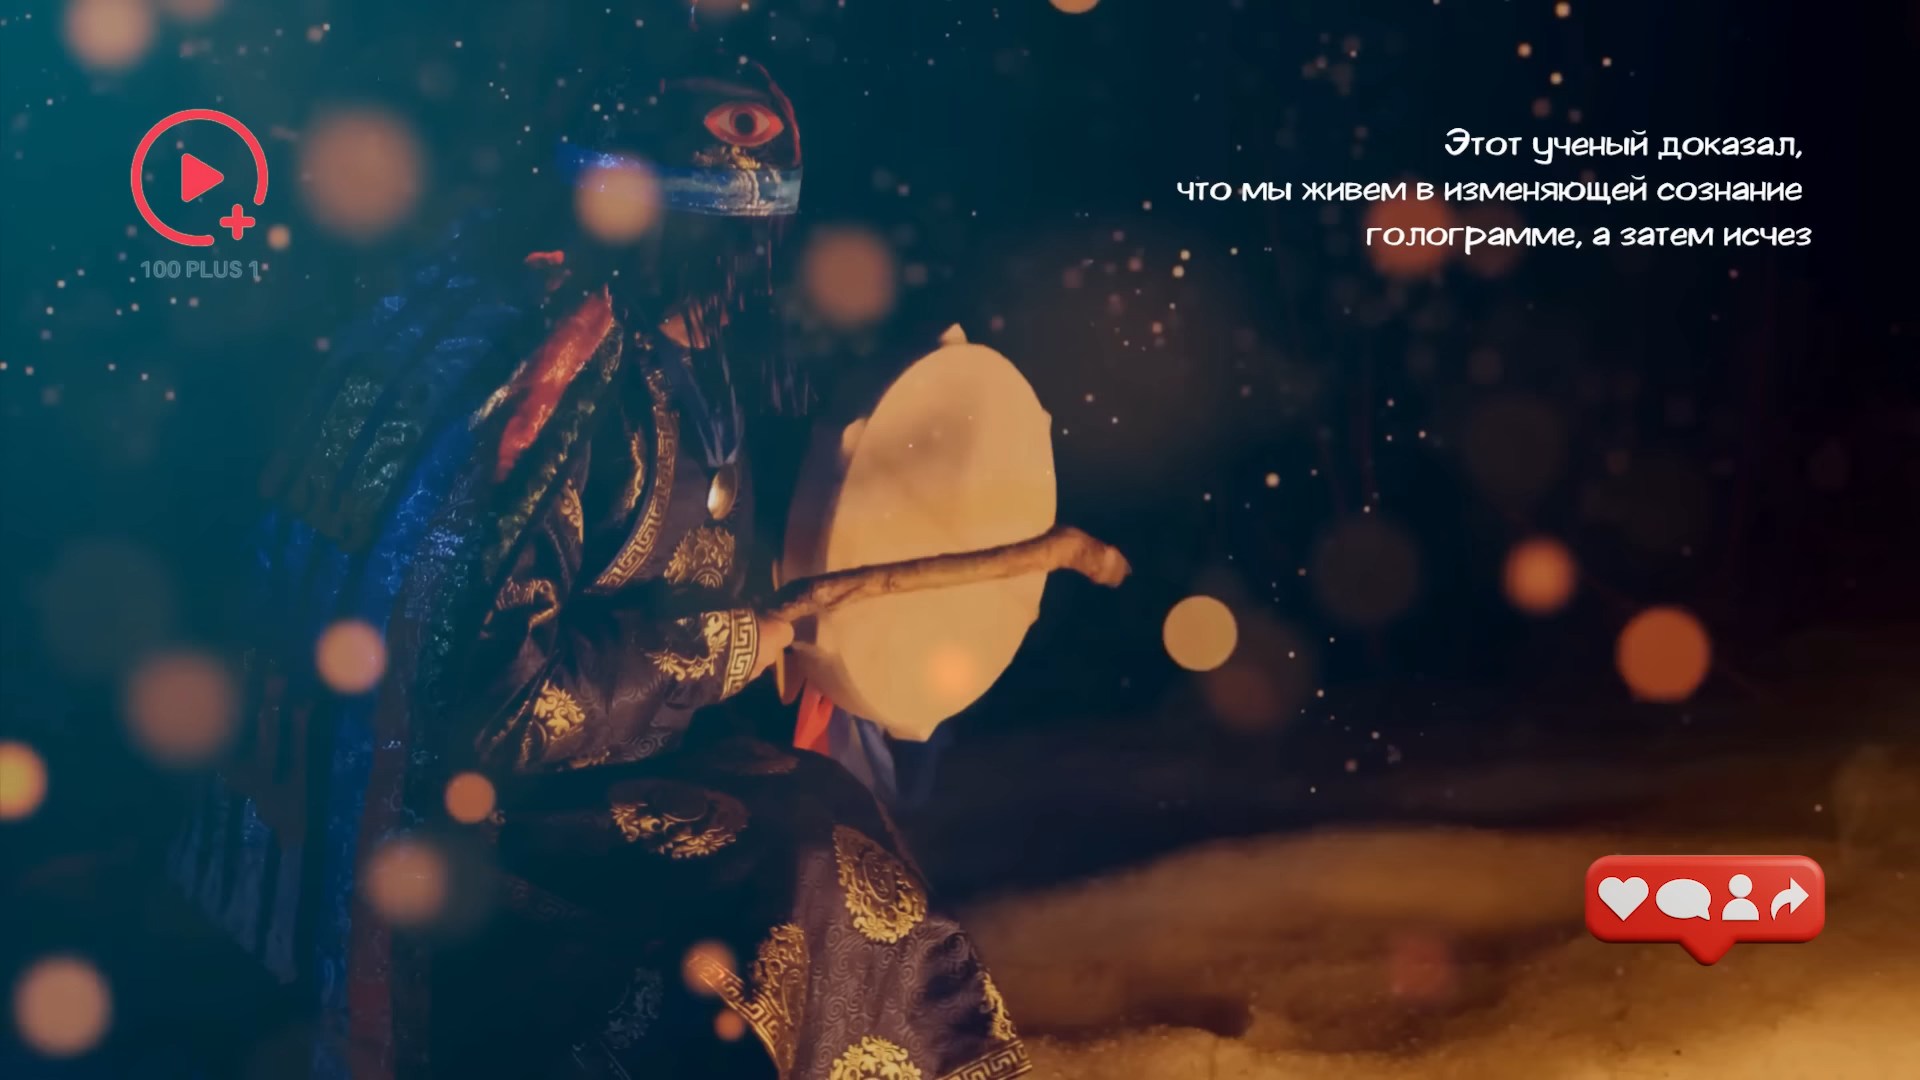 100 PLUS 1
Этот ученый доказал,
что мы живем в изменяющей сознание
голограмме, а затем исчез